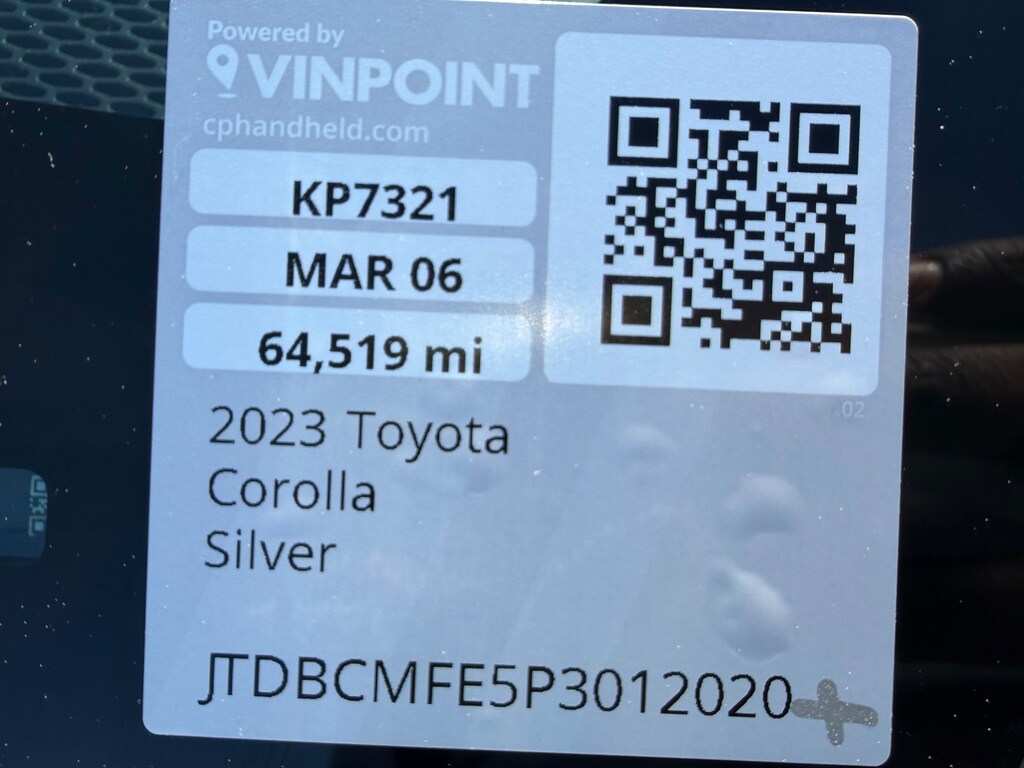 Powered by
VINPOINT
cphandheld.com
KP7321
MAR 06
64,519 mi
02
2023 Toyota
Corolla
Silver
JTDBCMFE5P3012020